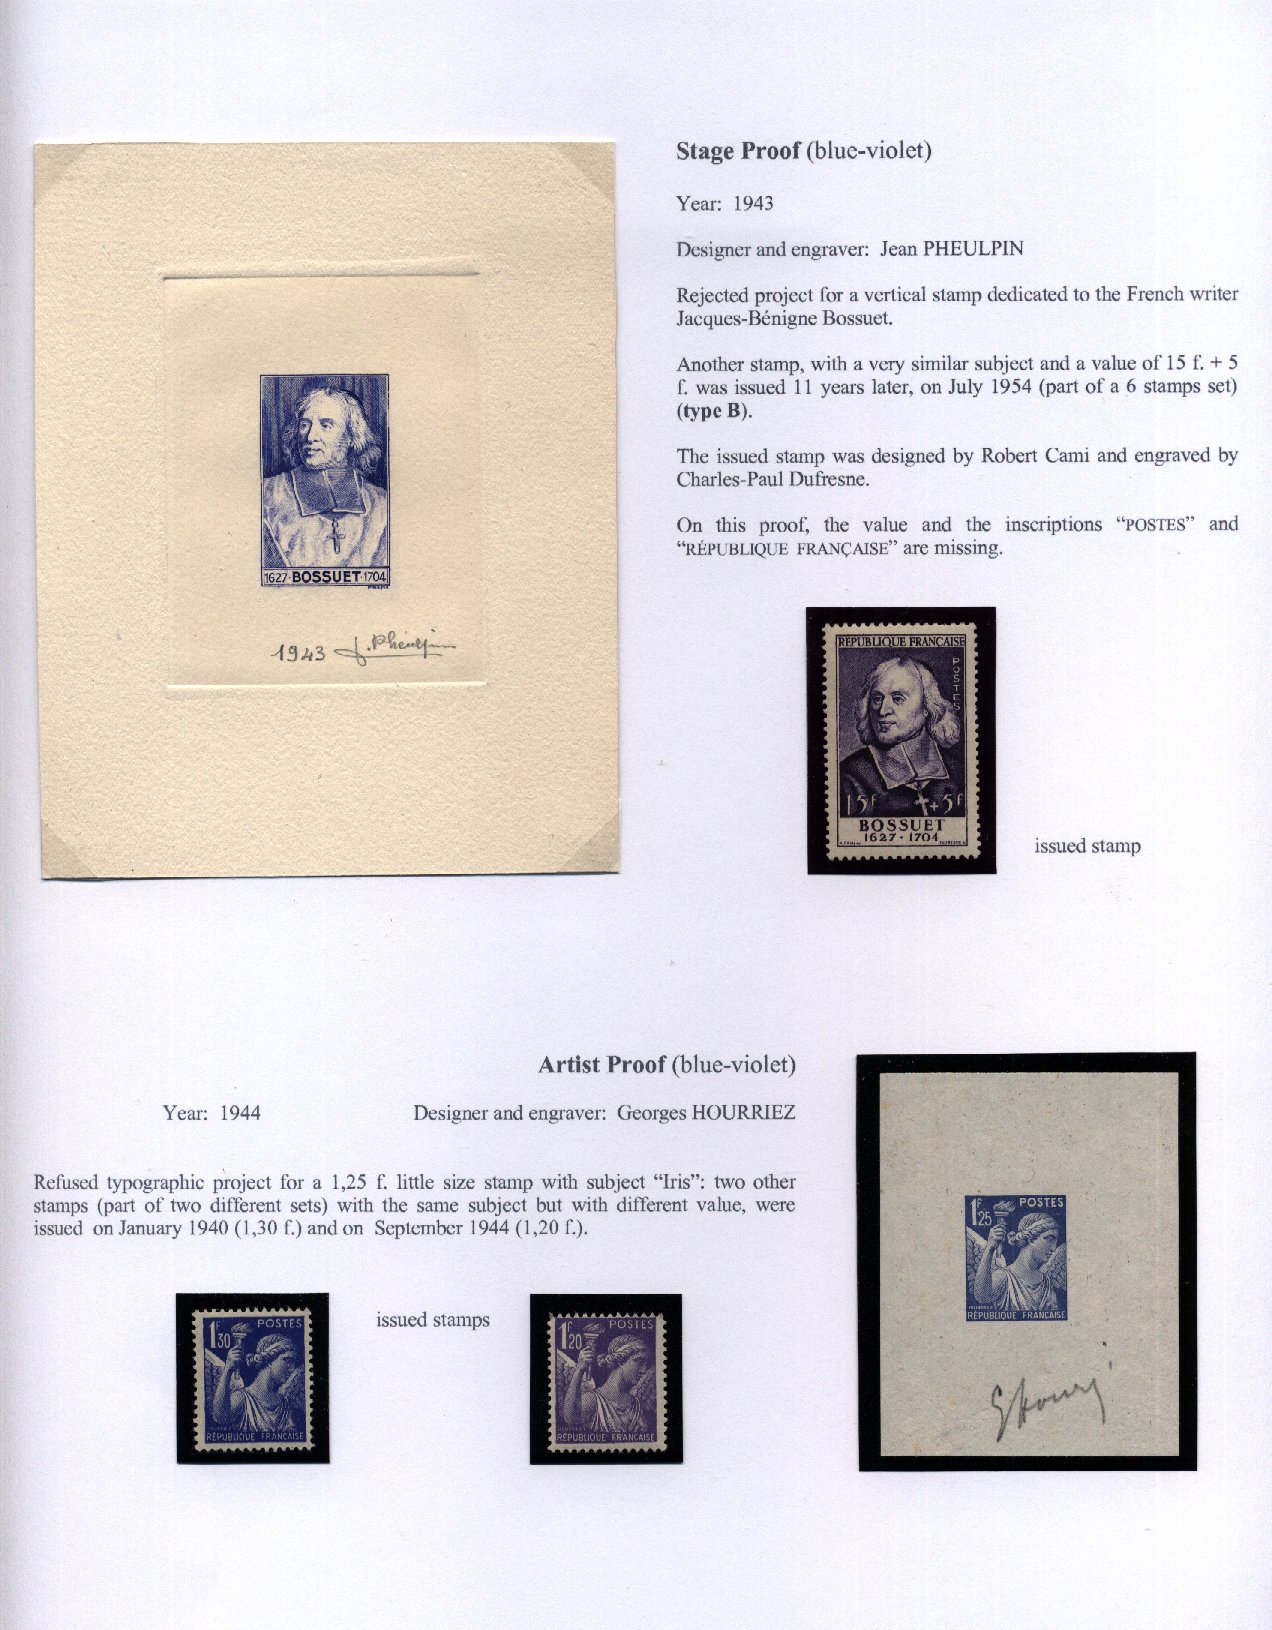 Stage Proof (blue-violet)
Year: 1943
Designer and engraver: Jean PHEULPIN
Rejected project for a vertical stamp dedicated to the French writer
Jacques-Bénigne Bossuet.
Another stamp, with a very similar subject and a value of 15 f. + 5
f. was issued 11 years later, on July 1954 (part of a 6 stamps set)
(type B).
The issued stamp was designed by Robert Cami and engraved by
Charles-Paul Dufresne.
On this proof, the value and the inscriptions “POSTES” and
“RÉPUBLIQUE FRANÇAISE” are missing.
1627·BOSSUET·1704
1943 J. Pheulpin
RÉPUBLIQUE FRANÇAISE
POSTES
15f +5f
BOSSUET
1627·1704
issued stamp
Artist Proof (blue-violet)
Year: 1944 Designer and engraver: Georges HOURRIEZ
Refused typographic project for a 1,25 f. little size stamp with subject “Iris”: two other
stamps (part of two different sets) with the same subject but with different value, were
issued on January 1940 (1,30 f.) and on September 1944 (1,20 f.).
1f25 POSTES
HOURRIEZ
RÉPUBLIQUE FRANÇAISE
issued stamps
1f30 POSTES
RÉPUBLIQUE FRANÇAISE
1f20 POSTES
RÉPUBLIQUE FRANÇAISE